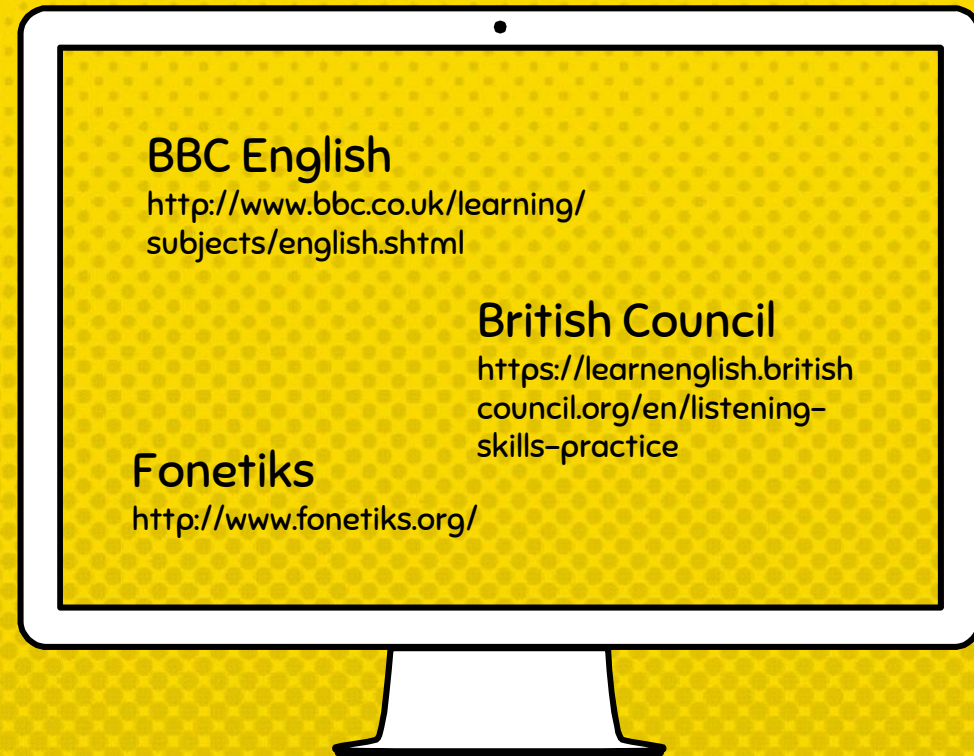 BBC English
http://www.bbc.co.uk/learning/
subjects/english.shtml
British Council
https://learnenglish.british
council.org/en/listening-
skills-practice
Fonetiks
http://www.fonetiks.org/